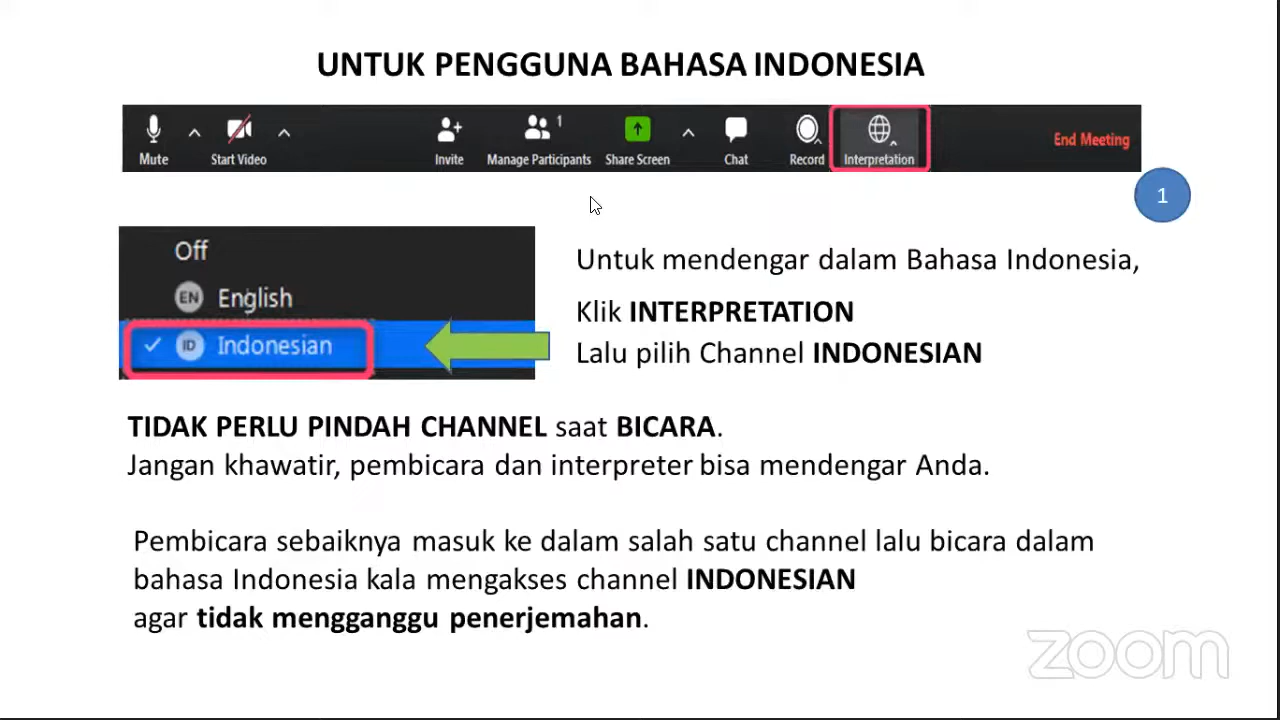 UNTUK PENGGUNA BAHASA INDONESIA
Mute
Start Video
Invite
1
Manage Participants
Share Screen
Chat
Record
Interpretation
End Meeting
1
Off
EN English
ID Indonesian
Untuk mendengar dalam Bahasa Indonesia,
Klik INTERPRETATION
Lalu pilih Channel INDONESIAN
TIDAK PERLU PINDAH CHANNEL saat BICARA.
Jangan khawatir, pembicara dan interpreter bisa mendengar Anda.
Pembicara sebaiknya masuk ke dalam salah satu channel lalu bicara dalam
bahasa Indonesia kala mengakses channel INDONESIAN
agar tidak mengganggu penerjemahan.
zoom